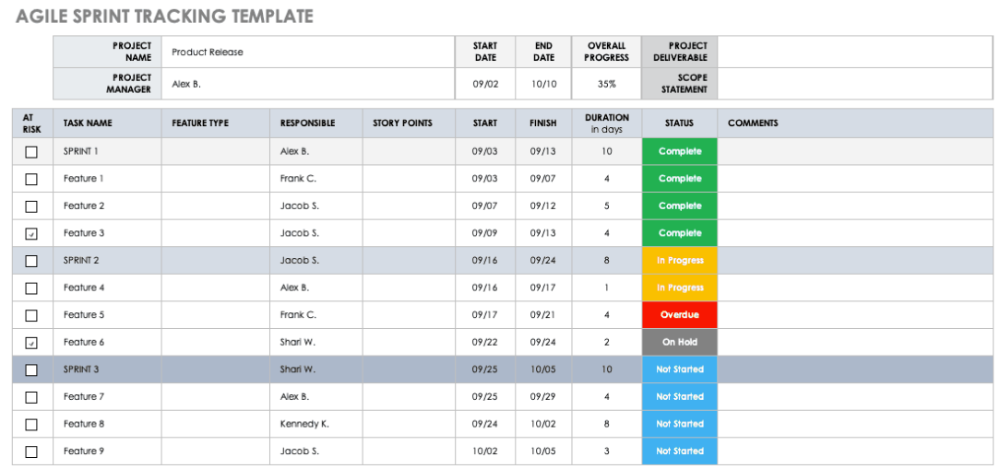 AGILE SPRINT TRACKING TEMPLATE
PROJECT NAME Product Release START DATE END DATE OVERALL PROGRESS PROJECT DELIVERABLE
PROJECT MANAGER Alex B. 09/02 10/10 35% SCOPE STATEMENT
AT RISK TASK NAME FEATURE TYPE RESPONSIBLE STORY POINTS START FINISH DURATION in days STATUS COMMENTS
SPRINT 1 Alex B. 09/03 09/13 10 Complete
Feature 1 Frank C. 09/03 09/07 4 Complete
Feature 2 Jacob S. 09/07 09/12 5 Complete
Feature 3 Jacob S. 09/09 09/13 4 Complete
SPRINT 2 Jacob S. 09/16 09/24 8 In Progress
Feature 4 Alex B. 09/16 09/17 1 In Progress
Feature 5 Frank C. 09/17 09/21 4 Overdue
Feature 6 Shari W. 09/22 09/24 2 On Hold
SPRINT 3 Shari W. 09/25 10/05 10 Not Started
Feature 7 Alex B. 09/25 09/29 4 Not Started
Feature 8 Kennedy K. 09/24 10/02 8 Not Started
Feature 9 Jacob S. 10/02 10/05 3 Not Started